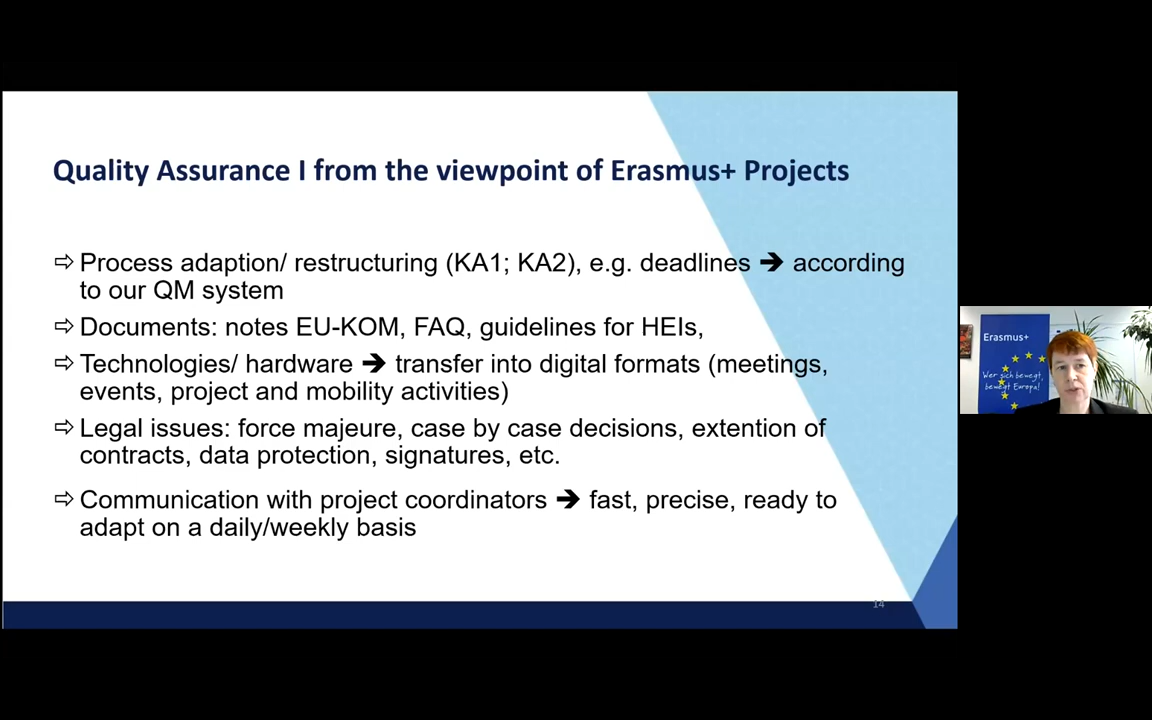 Quality Assurance I from the viewpoint of Erasmus+ Projects
⇨ Process adaption/ restructuring (KA1; KA2), e.g. deadlines ➔ according
to our QM system
⇨ Documents: notes EU-KOM, FAQ, guidelines for HEIs,
⇨ Technologies/ hardware ➔ transfer into digital formats (meetings,
events, project and mobility activities)
⇨ Legal issues: force majeure, case by case decisions, extention of
contracts, data protection, signatures, etc.
⇨ Communication with project coordinators ➔ fast, precise, ready to
adapt on a daily/weekly basis
14
Erasmus+
Wer sich bewegt,
bewegt Europa!